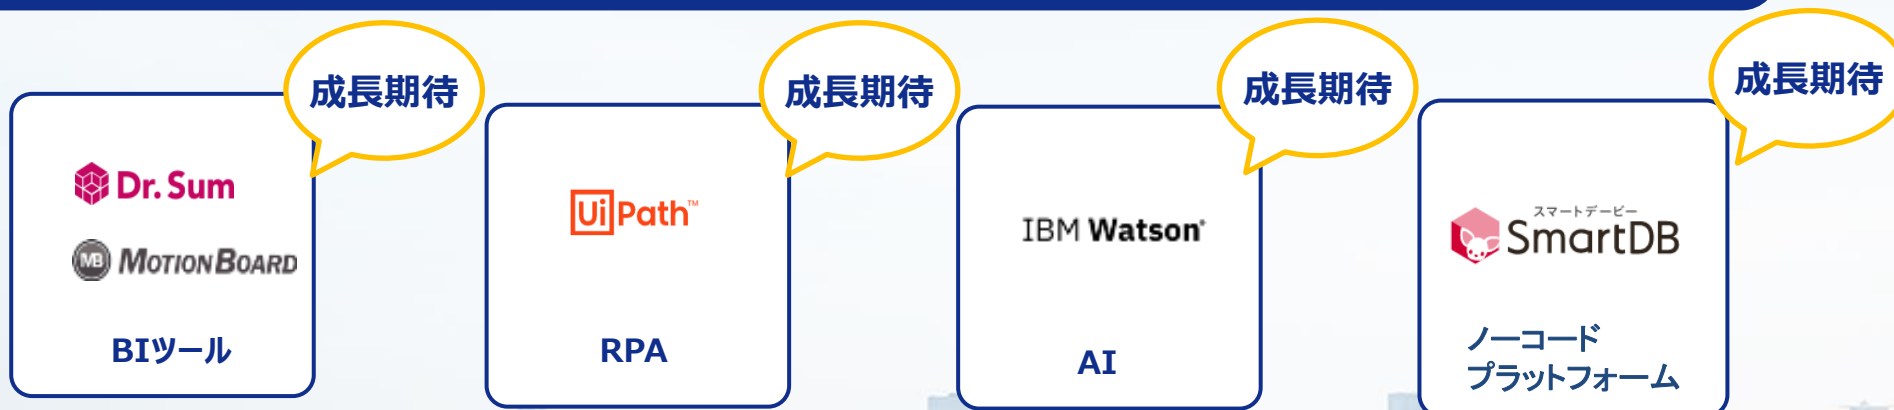 成長期待
Dr. Sum
MB MOTIONBOARD
BIツール
成長期待
UiPath™
RPA
成長期待
IBM Watson®
AI
成長期待
スマートデービー
SmartDB
ノーコード
プラットフォーム